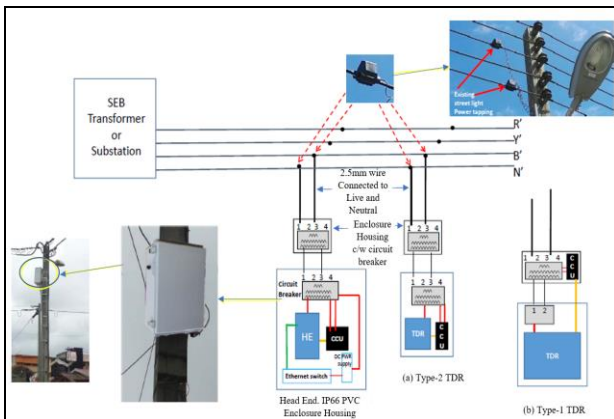 Existing
street light
Power tapping
SEB
Transformer
or
Substation
R'
Y'
B'
N'
2.5mm wire
Connected to
Live and
Neutral
Enclosure
Housing
c/w circuit
breaker
1 2 3 4
1 2 3 4
1 2 3 4
C
C
U
1 2 3 4
Circuit
Breaker
HE
CCU
DC PWR
supply
Ethernet switch
1 2 3 4
TDR
C
C
U
1 2
TDR
Head End. IP66 PVC
Enclosure Housing
(a) Type-2 TDR
(b) Type-1 TDR